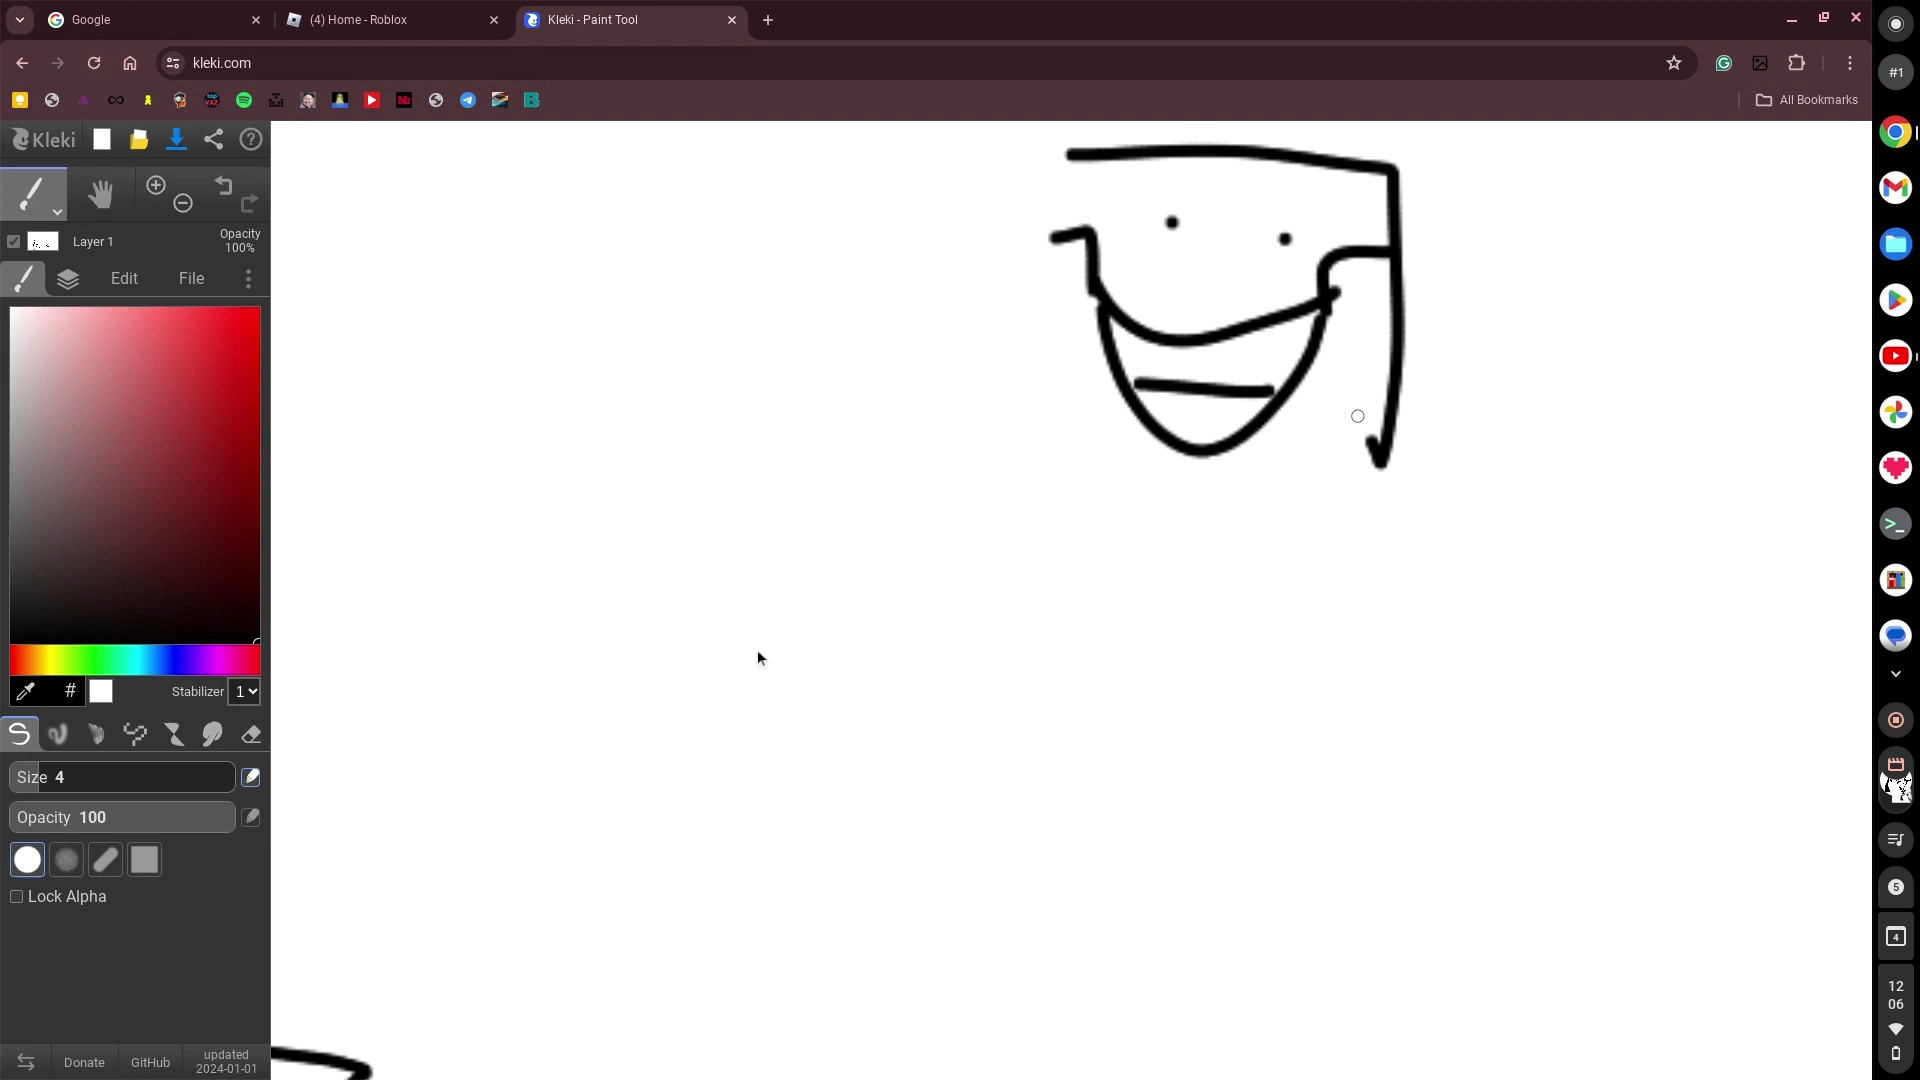 Google
(4) Home - Roblox
Kleki - Paint Tool
kleki.com
All Bookmarks
#1
Kleki
Layer 1
Opacity
100%
Edit
File
#
Stabilizer
1
Size 4
Opacity 100
Lock Alpha
Donate
GitHub
updated
2024-01-01
5
4
12
06